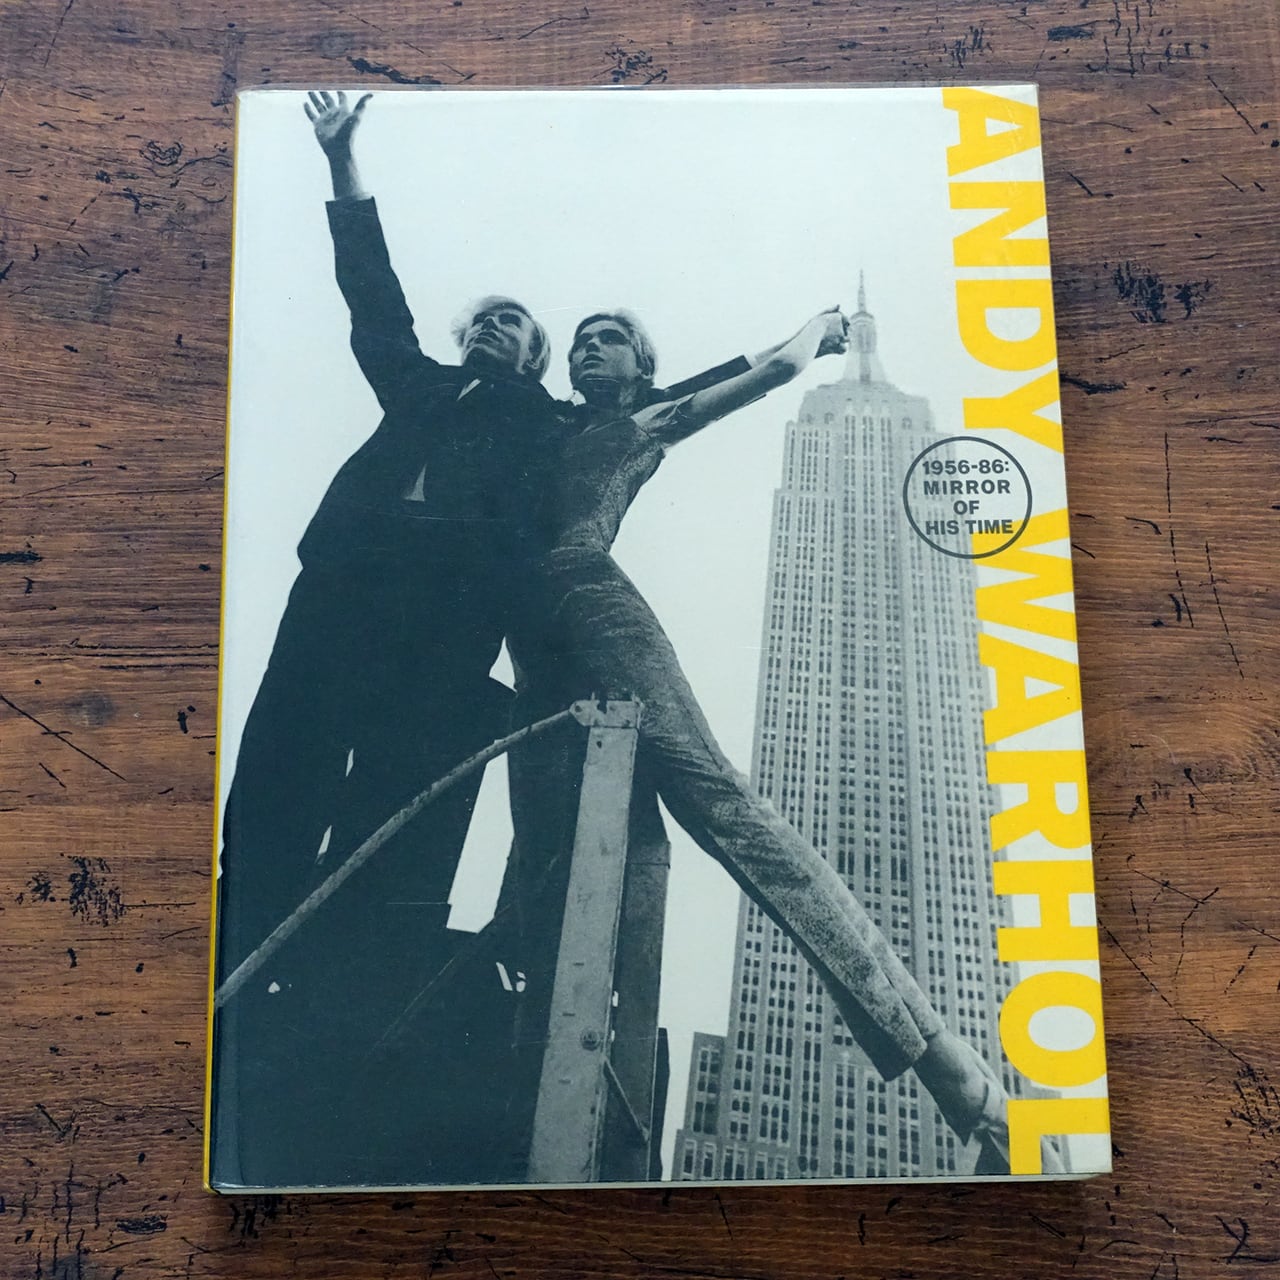 ANDY WARHOL
1956-86:
MIRROR
OF
HIS TIME